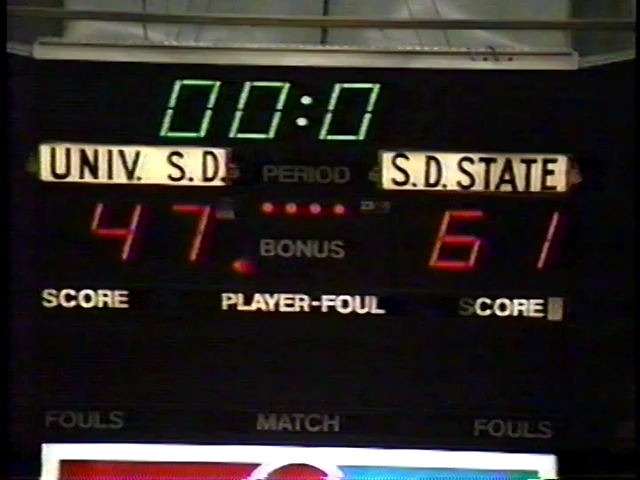 00:0
UNIV. S.D. PERIOD S.D. STATE
47 BONUS 61
SCORE PLAYER-FOUL SCORE
FOULS MATCH FOULS